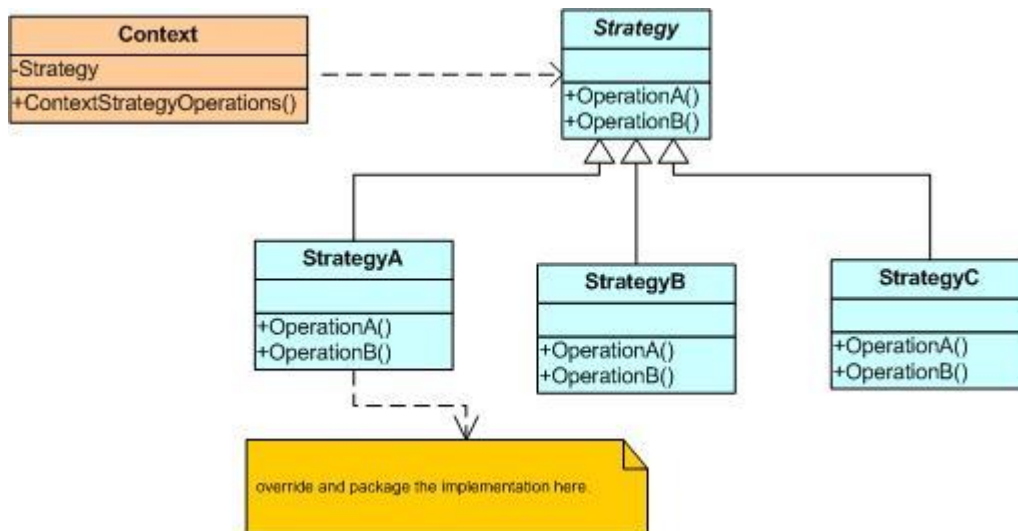 Context
-Strategy
+ContextStrategyOperations()
Strategy
+OperationA()
+OperationB()
StrategyA
+OperationA()
+OperationB()
StrategyB
+OperationA()
+OperationB()
StrategyC
+OperationA()
+OperationB()
override and package the implementation here.